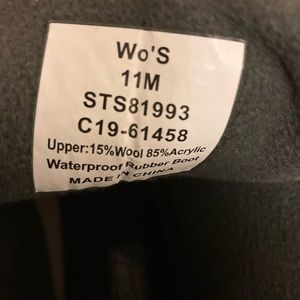 Wo'S
11M
STS81993
C19-61458
Upper:15%Wool 85%Acrylic
Waterproof Rubber Boot
MADE IN CHINA